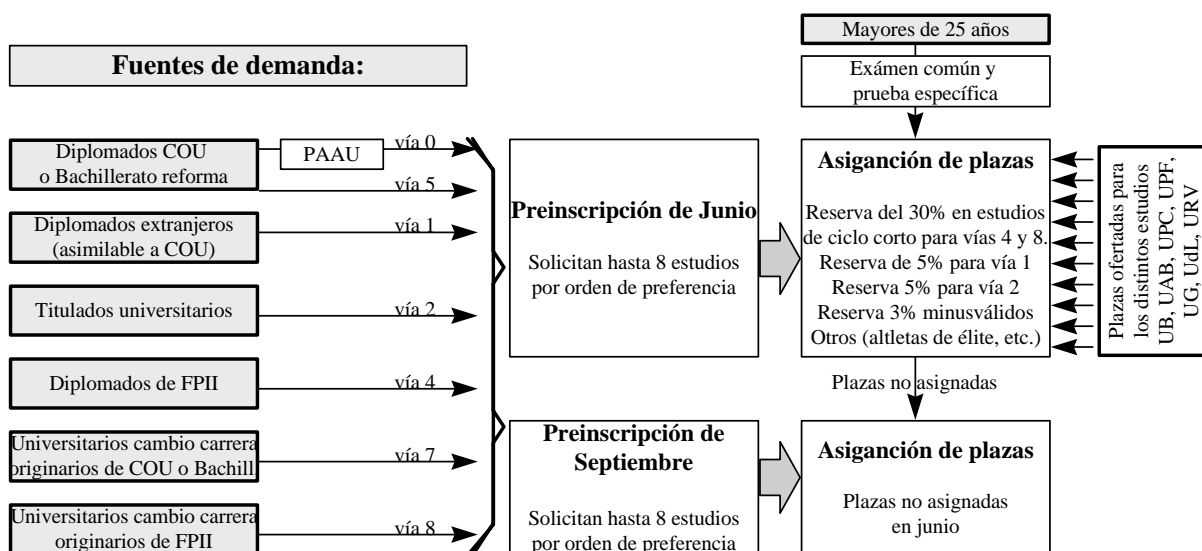 Mayores de 25 años
Fuentes de demanda:
Exámen común y
prueba específica
Diplomados COU
o Bachillerato reforma
PAAU
vía 0
vía 5
Diplomados extranjeros
(asimilable a COU)
vía 1
Titulados universitarios
vía 2
Diplomados de FPII
vía 4
Universitarios cambio carrera
originarios de COU o Bachill.
vía 7
Universitarios cambio carrera
originarios de FPII
vía 8
Preinscripción de Junio
Solicitan hasta 8 estudios
por orden de preferencia
Asiganción de plazas
Reserva del 30% en estudios
de ciclo corto para vías 4 y 8.
Reserva de 5% para vía 1
Reserva 5% para vía 2
Reserva 3% minusválidos
Otros (altletas de élite, etc.)
Plazas ofertadas para
los distintos estudios
UB, UAB, UPC, UPF,
UG, UdL, URV
Plazas no asignadas
Preinscripción de
Septiembre
Solicitan hasta 8 estudios
por orden de preferencia
Asiganción de plazas
Plazas no asignadas
en junio